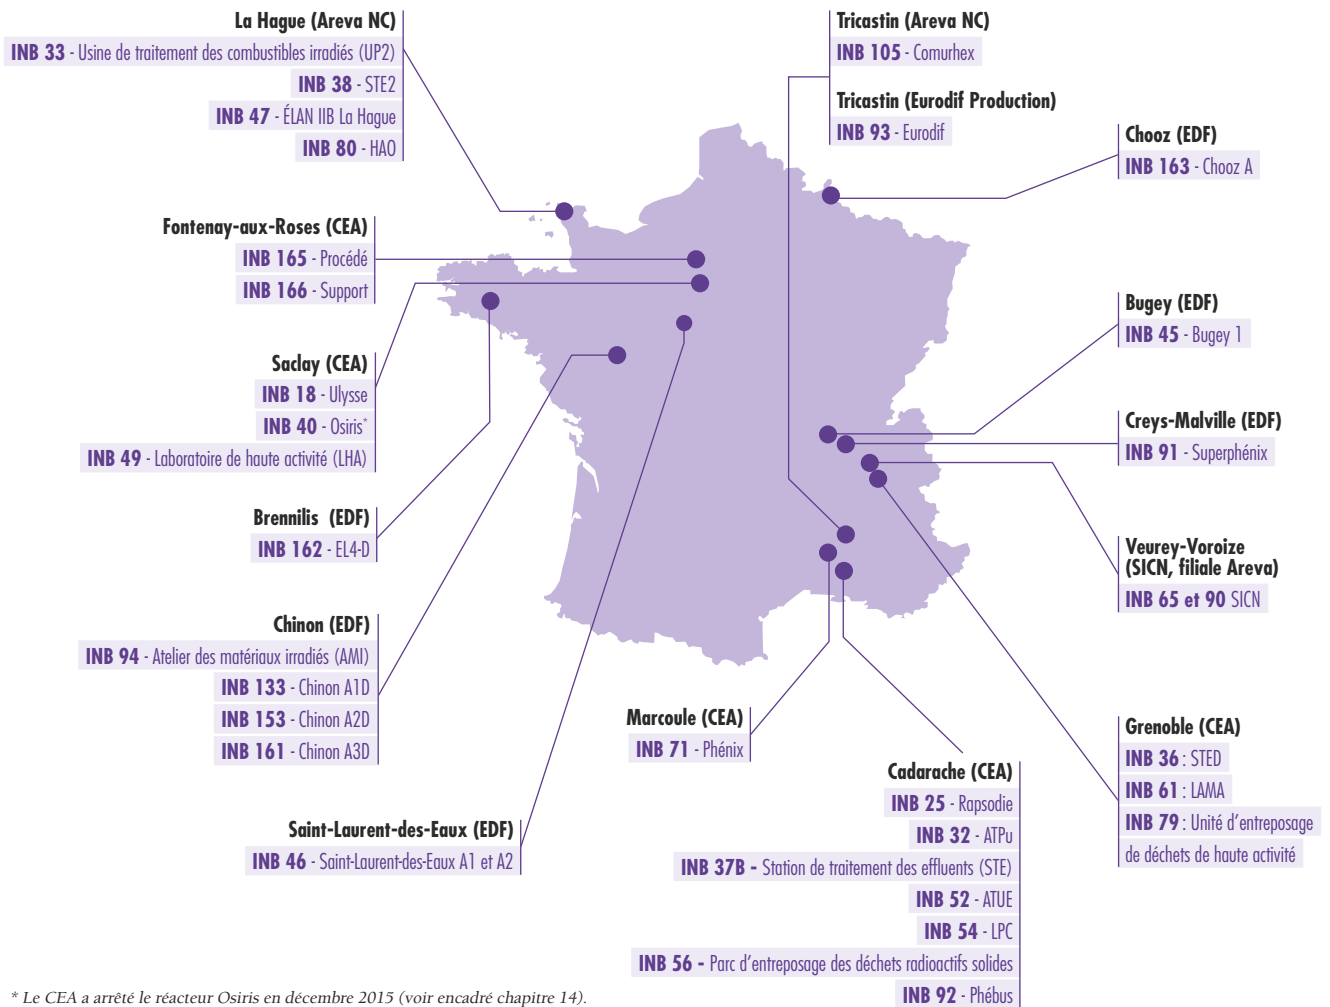 La Hague (Areva NC)
INB 33 - Usine de traitement des combustibles irradiés (UP2)
INB 38 - STE2
INB 47 - ÉLAN IIB La Hague
INB 80 - HAO
Fontenay-aux-Roses (CEA)
INB 165 - Procédé
INB 166 - Support
Saclay (CEA)
INB 18 - Ulysse
INB 40 - Osiris*
INB 49 - Laboratoire de haute activité (LHA)
Brennilis (EDF)
INB 162 - EL4-D
Chinon (EDF)
INB 94 - Atelier des matériaux irradiés (AMI)
INB 133 - Chinon A1D
INB 153 - Chinon A2D
INB 161 - Chinon A3D
Saint-Laurent-des-Eaux (EDF)
INB 46 - Saint-Laurent-des-Eaux A1 et A2
Tricastin (Areva NC)
INB 105 - Comurhex
Tricastin (Eurodif Production)
INB 93 - Eurodif
Chooz (EDF)
INB 163 - Chooz A
Bugey (EDF)
INB 45 - Bugey 1
Creys-Malville (EDF)
INB 91 - Superphénix
Veurey-Voroize
(SICN, filiale Areva)
INB 65 et 90 SICN
Grenoble (CEA)
INB 36 : STED
INB 61 : LAMA
INB 79 : Unité d'entreposage
de déchets de haute activité
Marcoule (CEA)
INB 71 - Phénix
Cadarache (CEA)
INB 25 - Rapsodie
INB 32 - ATPu
INB 37B - Station de traitement des effluents (STE)
INB 52 - ATUE
INB 54 - LPC
INB 56 - Parc d'entreposage des déchets radioactifs solides
INB 92 - Phébus
* Le CEA a arrêté le réacteur Osiris en décembre 2015 (voir encadré chapitre 14).